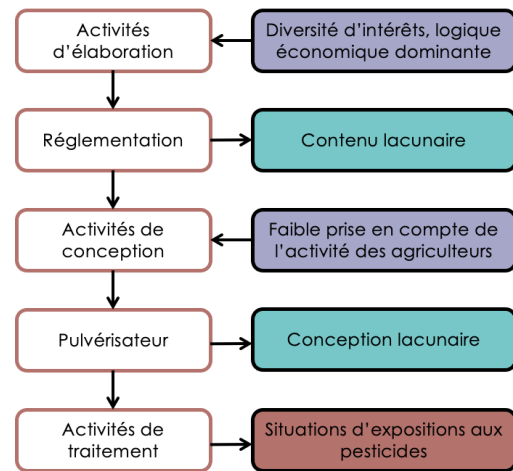 Activités
d'élaboration
Diversité d'intérêts, logique
économique dominante
Réglementation
Contenu lacunaire
Activités de
conception
Faible prise en compte de
l'activité des agriculteurs
Pulvérisateur
Conception lacunaire
Activités de
traitement
Situations d'expositions aux
pesticides